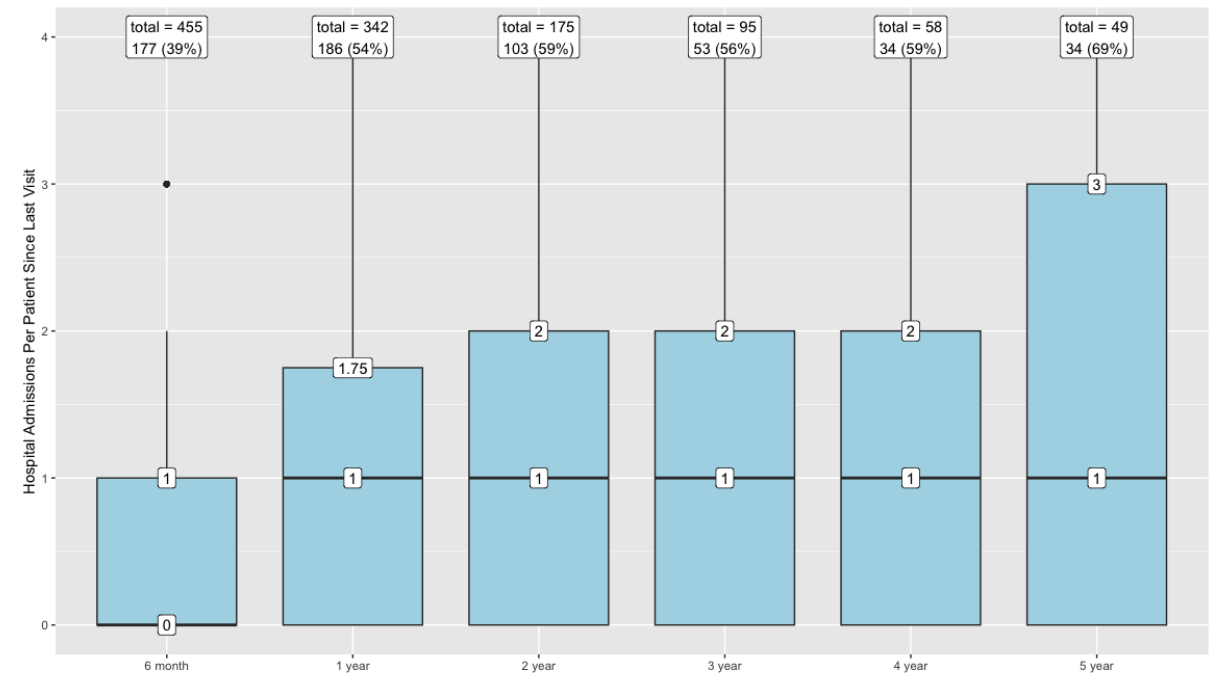 total = 455
177 (39%)
total = 342
186 (54%)
total = 175
103 (59%)
total = 95
53 (56%)
total = 58
34 (59%)
total = 49
34 (69%)
Hospital Admissions Per Patient Since Last Visit
4
3
2
1
0
1
0
1.75
1
2
1
2
1
2
1
3
1
6 month
1 year
2 year
3 year
4 year
5 year